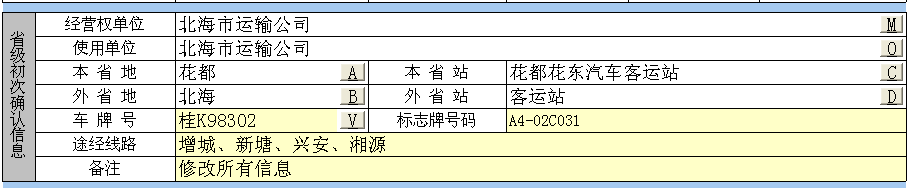 省级初次确认信息
经营权单位 北海市运输公司 M
使用单位 北海市运输公司 O
本省地 花都 A 本省站 花都花东汽车客运站 C
外省地 北海 B 外省站 客运站 D
车牌号 桂K98302 V 标志牌号码 A4-02C031
途经线路 增城、新塘、兴安、湘源
备注 修改所有信息